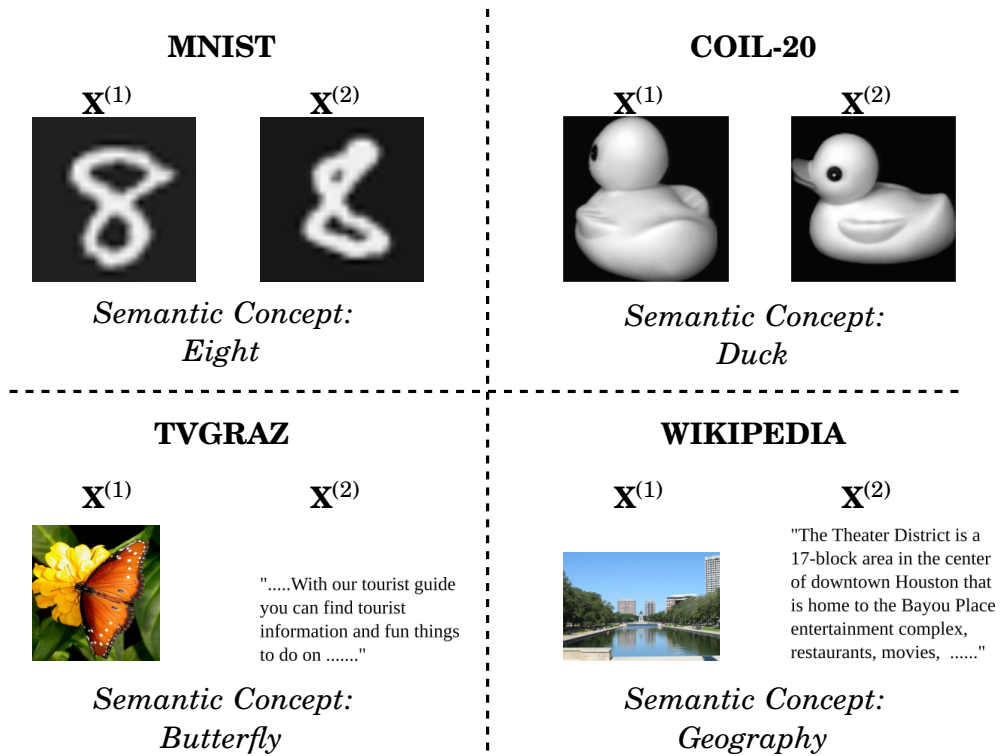 MNIST
X(1) X(2)
Semantic Concept:
Eight
COIL-20
X(1) X(2)
Semantic Concept:
Duck
TVGRAZ
X(1) X(2)
".....With our tourist guide
you can find tourist
information and fun things
to do on ......."
Semantic Concept:
Butterfly
WIKIPEDIA
X(1) X(2)
"The Theater District is a
17-block area in the center
of downtown Houston that
is home to the Bayou Place
entertainment complex,
restaurants, movies,  ......"
Semantic Concept:
Geography